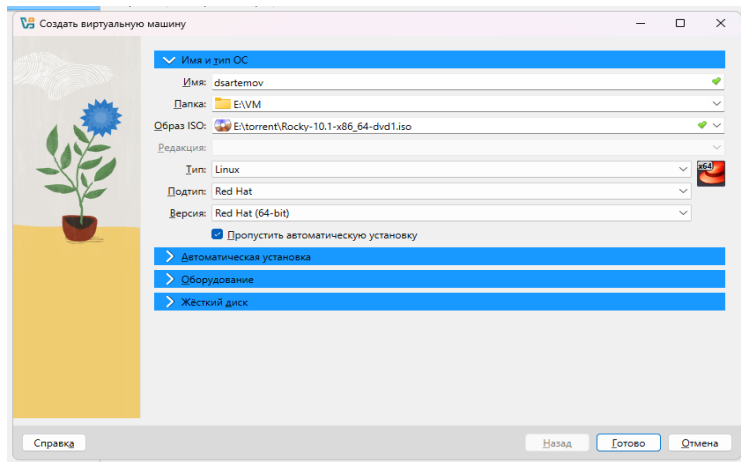 Создать виртуальную машину
Имя и тип ОС
Имя: dsartemov
Папка: E:\VM
Образ ISO: E:\torrent\Rocky-10.1-x86_64-dvd1.iso
Редакция:
Тип: Linux
x64
Подтип: Red Hat
Версия: Red Hat (64-bit)
Пропустить автоматическую установку
Автоматическая установка
Оборудование
Жёсткий диск
Справка Назад Готово Отмена